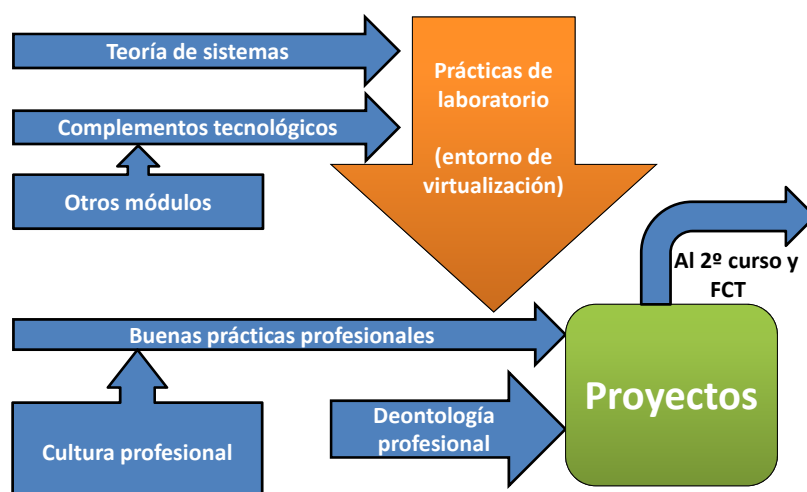 Teoría de sistemas
Prácticas de
laboratorio
(entorno de
virtualización)
Complementos tecnológicos
Otros módulos
Al 2º curso y
FCT
Buenas prácticas profesionales
Proyectos
Deontología
profesional
Cultura profesional